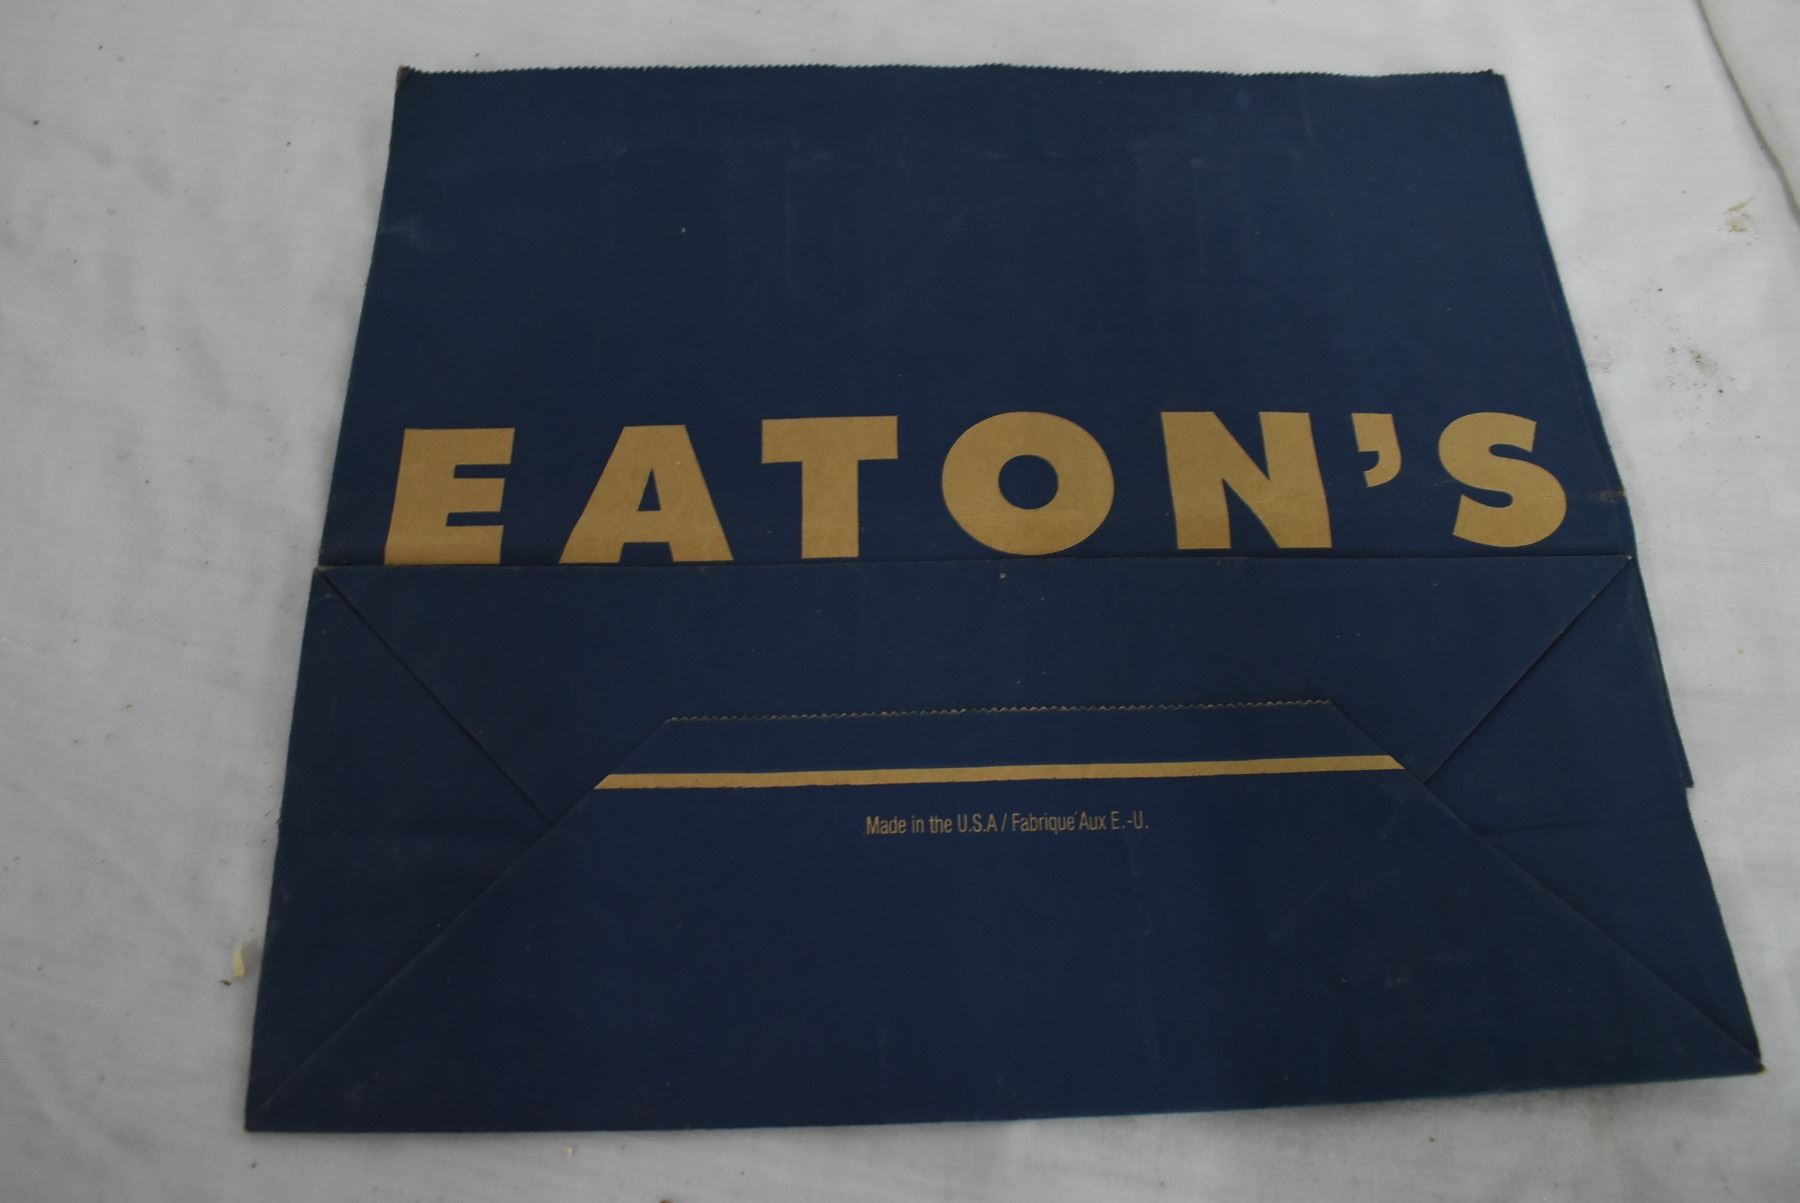 EATON'S
Made in the U.S.A / Fabrique Aux E.-U.